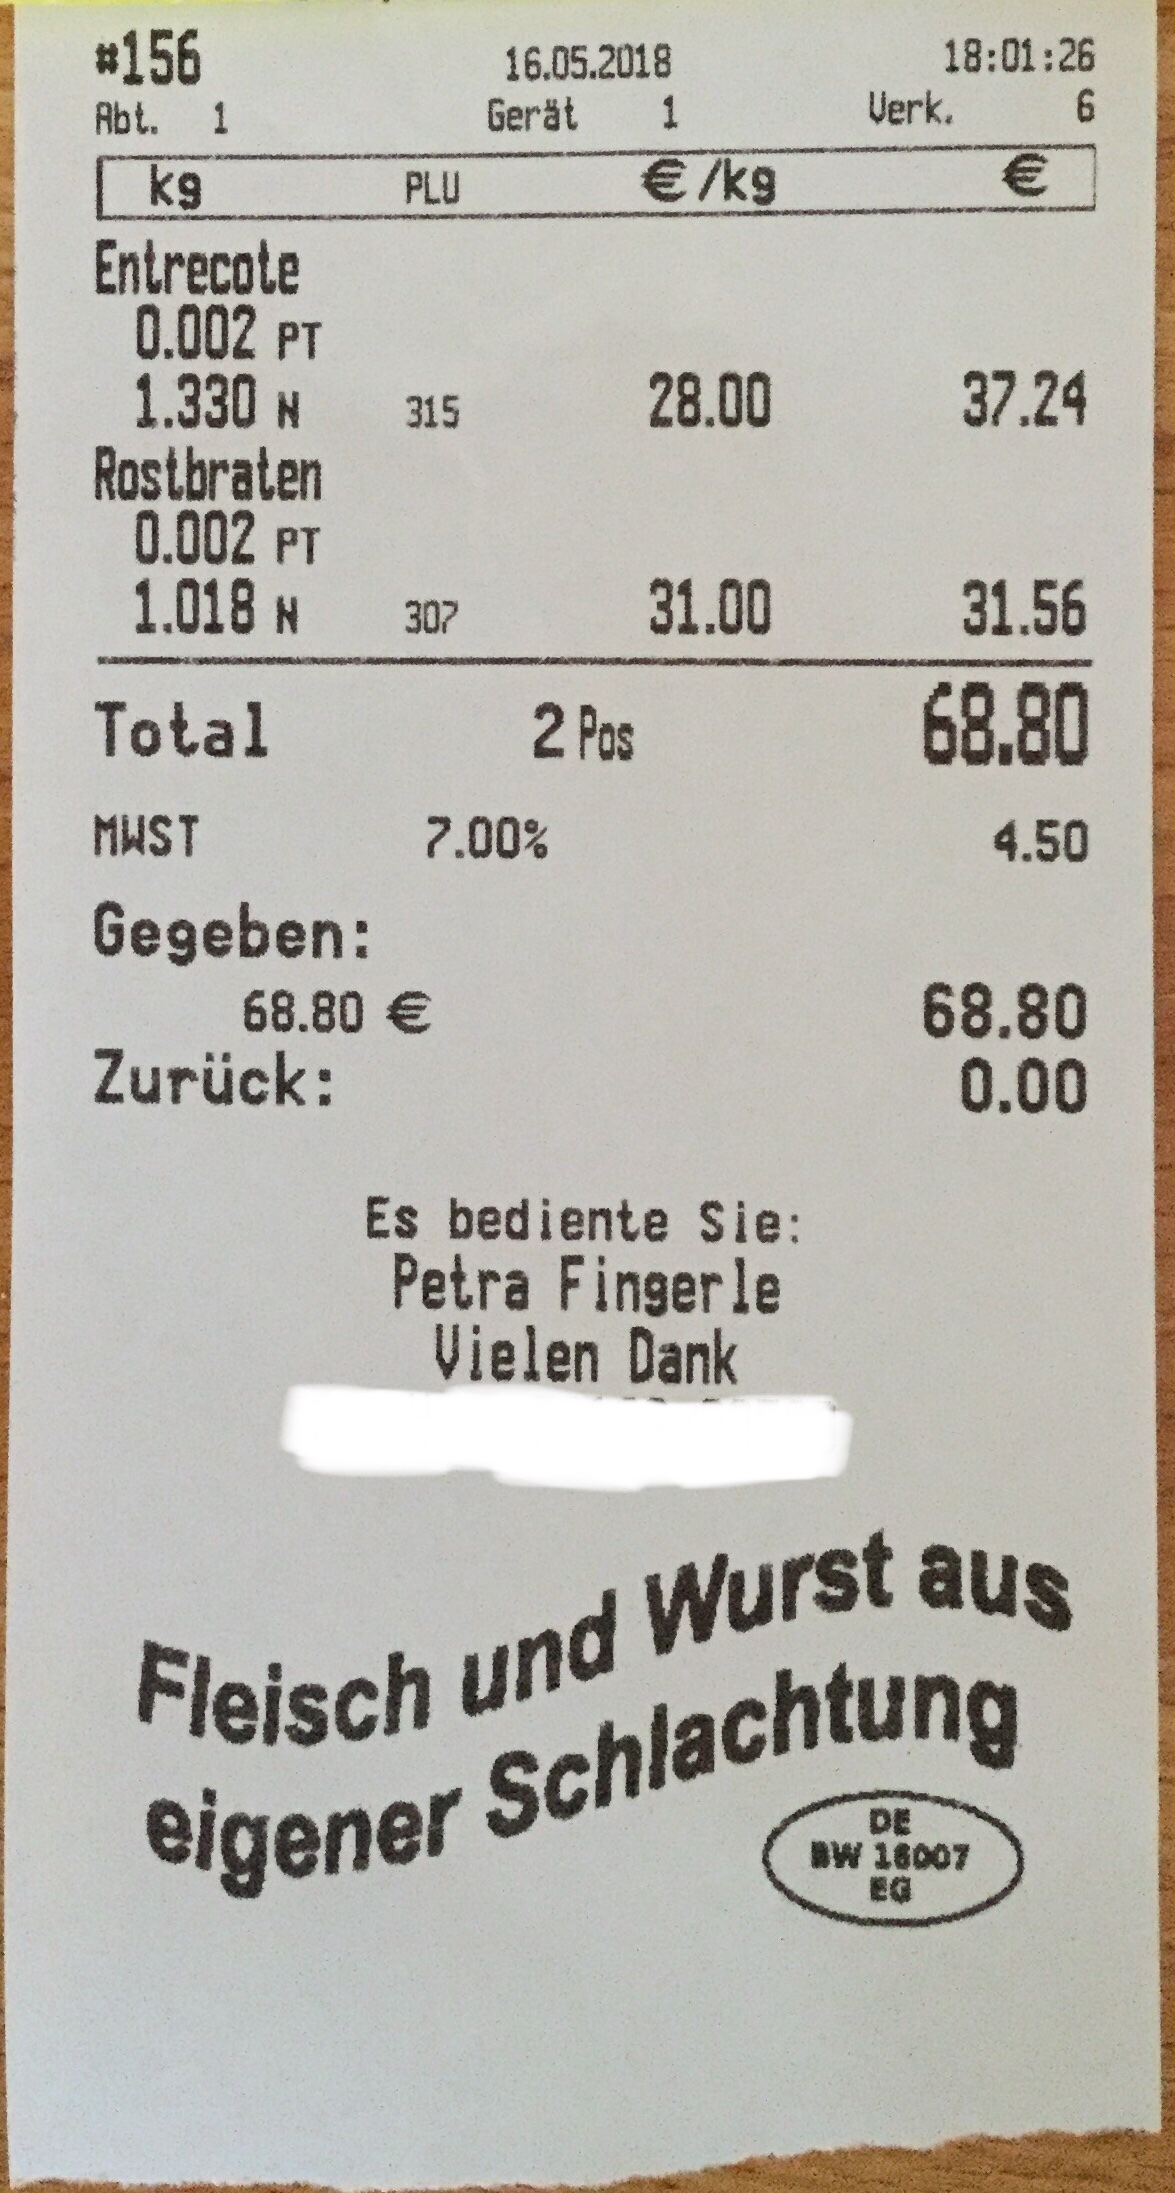 #156 16.05.2018 18:01:26
Abt. 1 Gerät 1 Verk. 6
kg PLU €/kg €
Entrecote
0.002 PT
1.330 N 315 28.00 37.24
Rostbraten
0.002 PT
1.018 N 307 31.00 31.56
Total 2 Pos 68.80
MWST 7.00% 4.50
Gegeben:
68.80 € 68.80
Zurück: 0.00
Es bediente Sie:
Petra Fingerle
Vielen Dank
Fleisch und Wurst aus
eigener Schlachtung
DE
BW 16007
EG